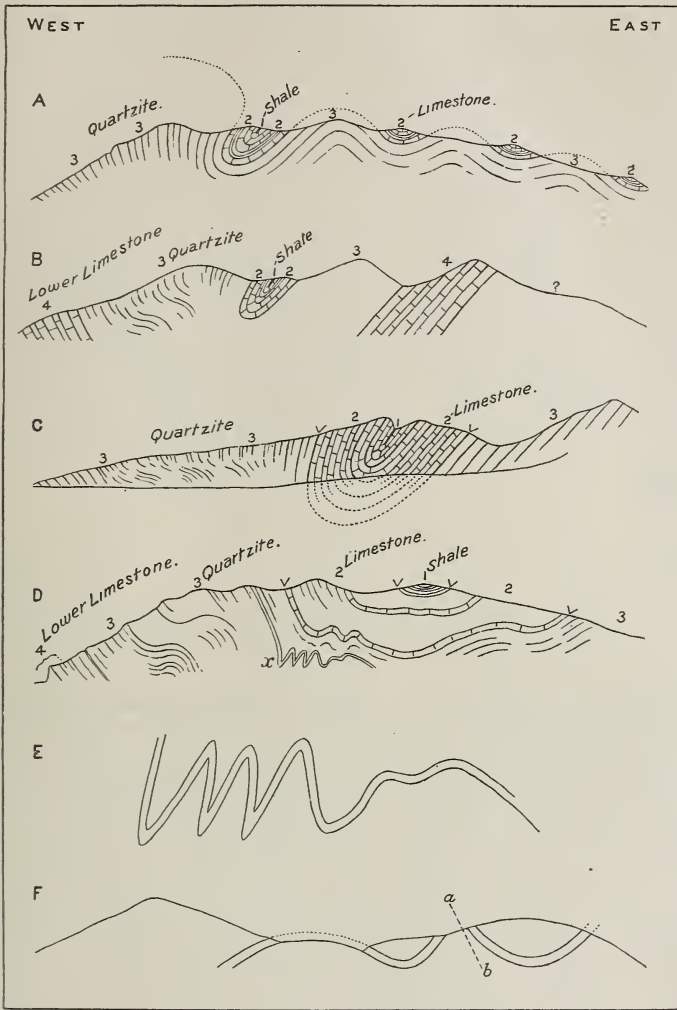 WEST EAST
A
Quartzite.
3 3 2 Shale 2 3 2 Limestone. 2 3 2
B
Lower Limestone
4 3 Quartzite 2 Shale 2 3 4 ?
C
Quartzite
3 3 V 2 1 2 Limestone. V 3
D
Lower Limestone.
4 3 3 Quartzite. V 2 Limestone. V Shale V 2 V 3
x
E
F
a
b